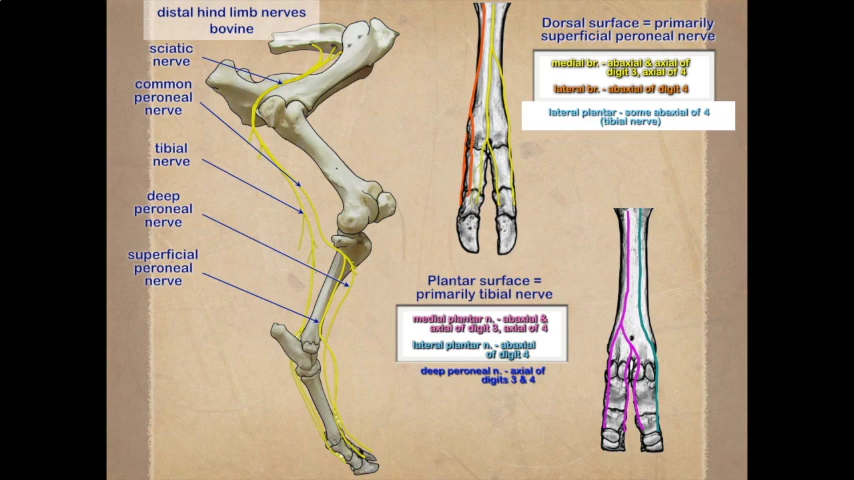 distal hind limb nerves
bovine
sciatic
nerve
common
peroneal
nerve
tibial
nerve
deep
peroneal
nerve
superficial
peroneal
nerve
Dorsal surface = primarily
superficial peroneal nerve
medial br. - abaxial & axial of
digit 3, axial of 4
lateral br. - abaxial of digit 4
lateral plantar - some abaxial of 4
(tibial nerve)
Plantar surface =
primarily tibial nerve
medial plantar n. - abaxial &
axial of digit 3, axial of 4
lateral plantar n. - abaxial
of digit 4
deep peroneal n. - axial of
digits 3 & 4